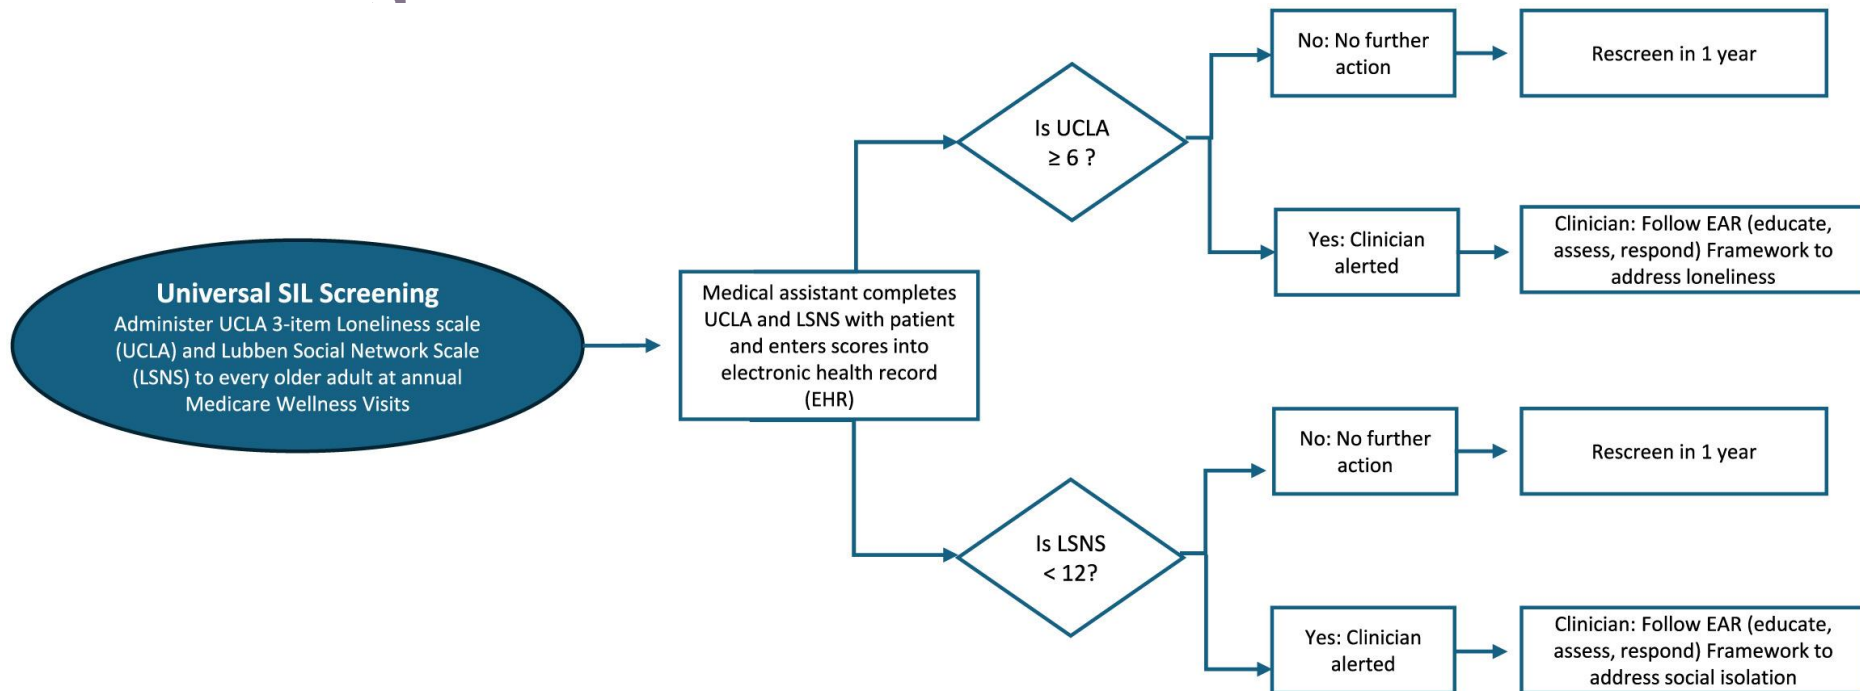 Universal SIL Screening
Administer UCLA 3-item Loneliness scale
(UCLA) and Lubben Social Network Scale
(LSNS) to every older adult at annual
Medicare Wellness Visits
Medical assistant completes
UCLA and LSNS with patient
and enters scores into
electronic health record
(EHR)
Is UCLA
≥ 6 ?
No: No further
action
Rescreen in 1 year
Yes: Clinician
alerted
Clinician: Follow EAR (educate,
assess, respond) Framework to
address loneliness
Is LSNS
< 12?
No: No further
action
Rescreen in 1 year
Yes: Clinician
alerted
Clinician: Follow EAR (educate,
assess, respond) Framework to
address social isolation